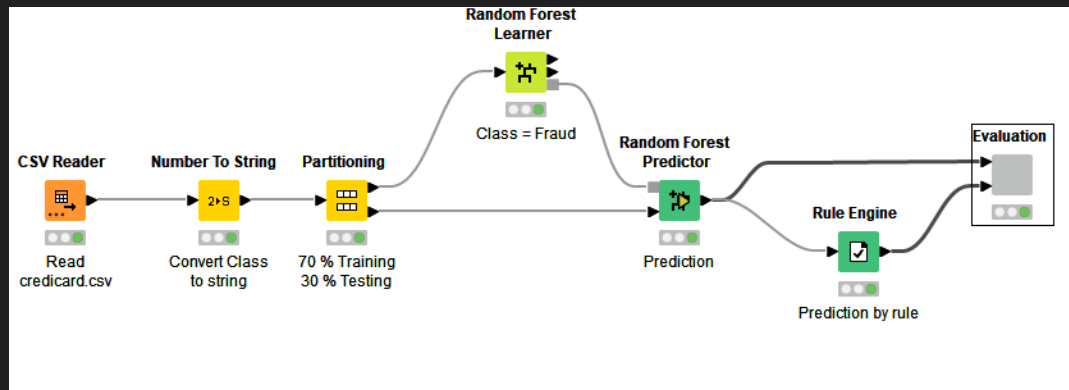 Random Forest
Learner
Class = Fraud
CSV Reader
Read
credicard.csv
Number To String
2▸S
Convert Class
to string
Partitioning
70 % Training
30 % Testing
Random Forest
Predictor
Prediction
Rule Engine
Prediction by rule
Evaluation